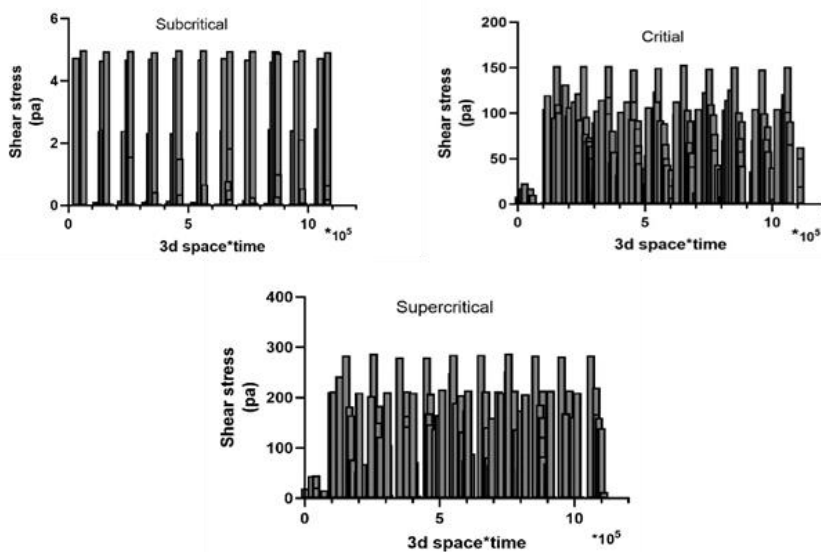 Subcritical
6
4
2
0
Shear stress
(pa)
0 5 10
*10⁵
3d space*time
Critial
200
150
100
50
0
Shear stress
(pa)
0 5 10
*10⁵
3d space*time
Supercritical
400
300
200
100
0
Shear stress
(pa)
0 5 10
*10⁵
3d space*time